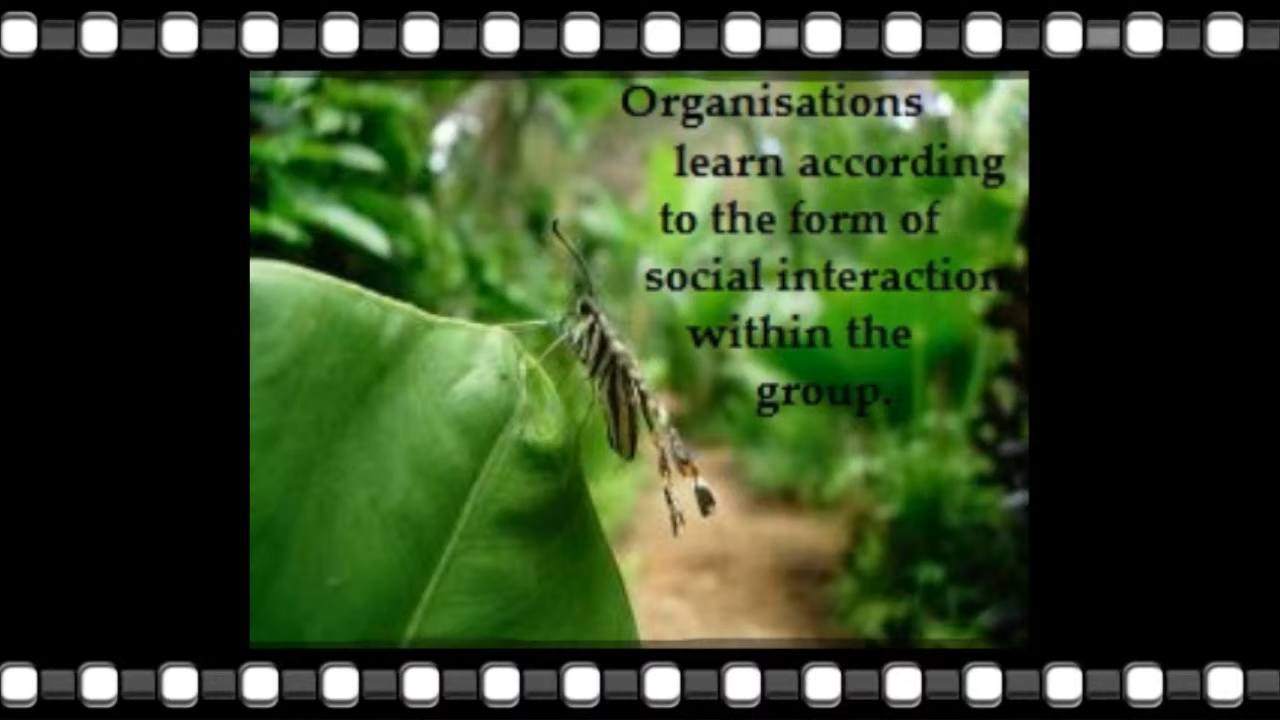 Organisations
learn according
to the form of
social interaction
within the
group.